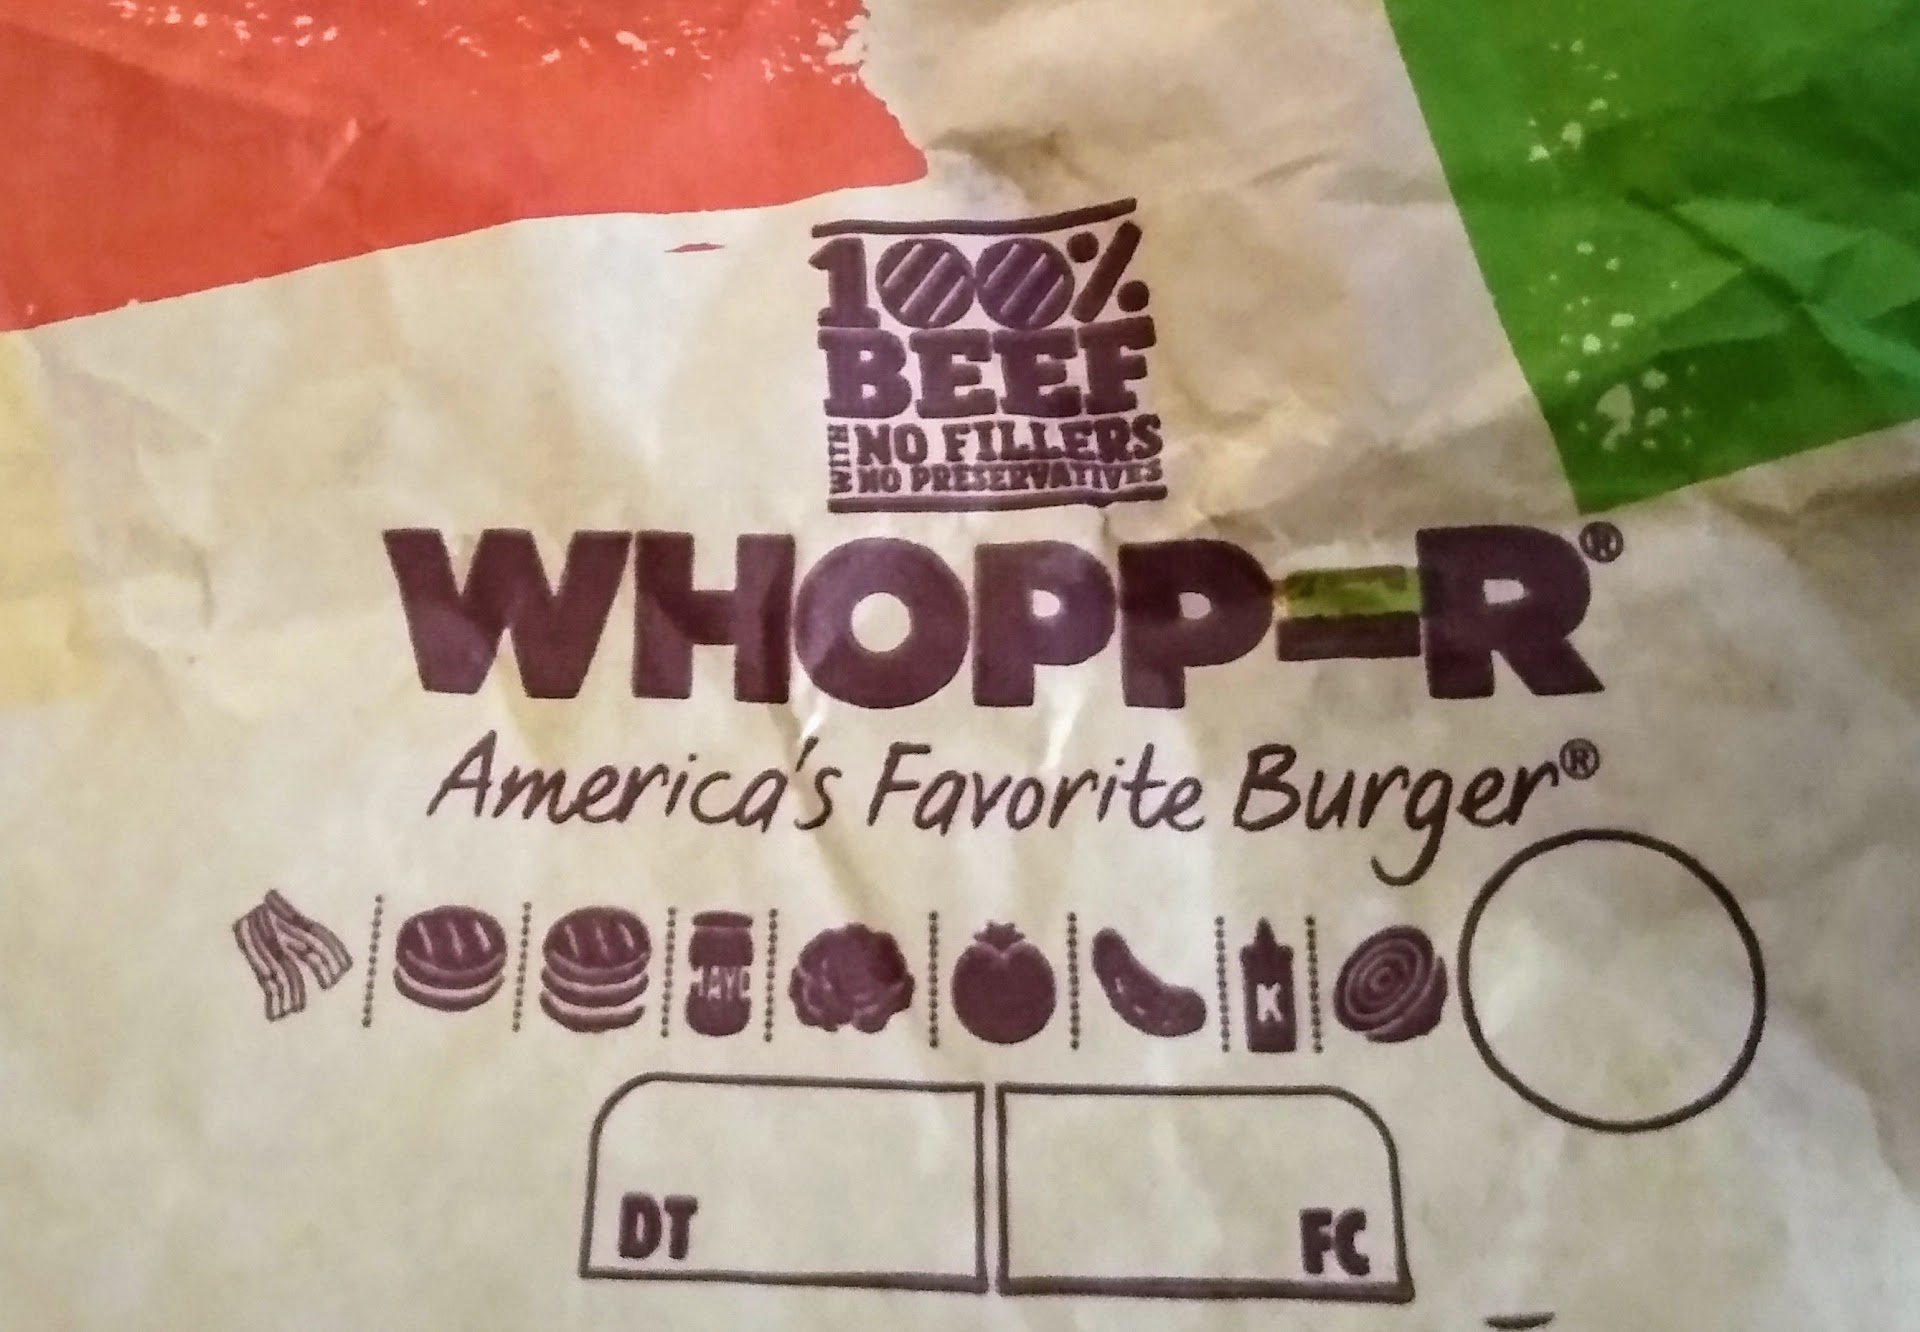 100%
BEEF
WITH NO FILLERS
NO PRESERVATIVES
WHOPPER®
America's Favorite Burger®
MAYO
K
DT
FC